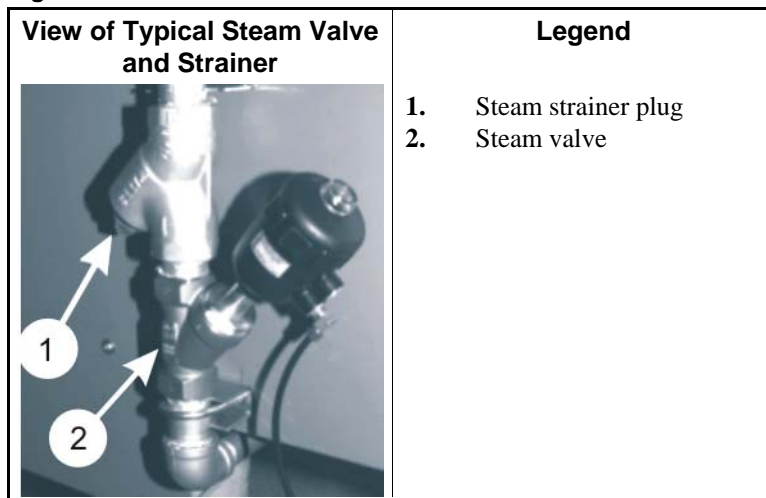 View of Typical Steam Valve
and Strainer
Legend
1. Steam strainer plug
2. Steam valve
1
2